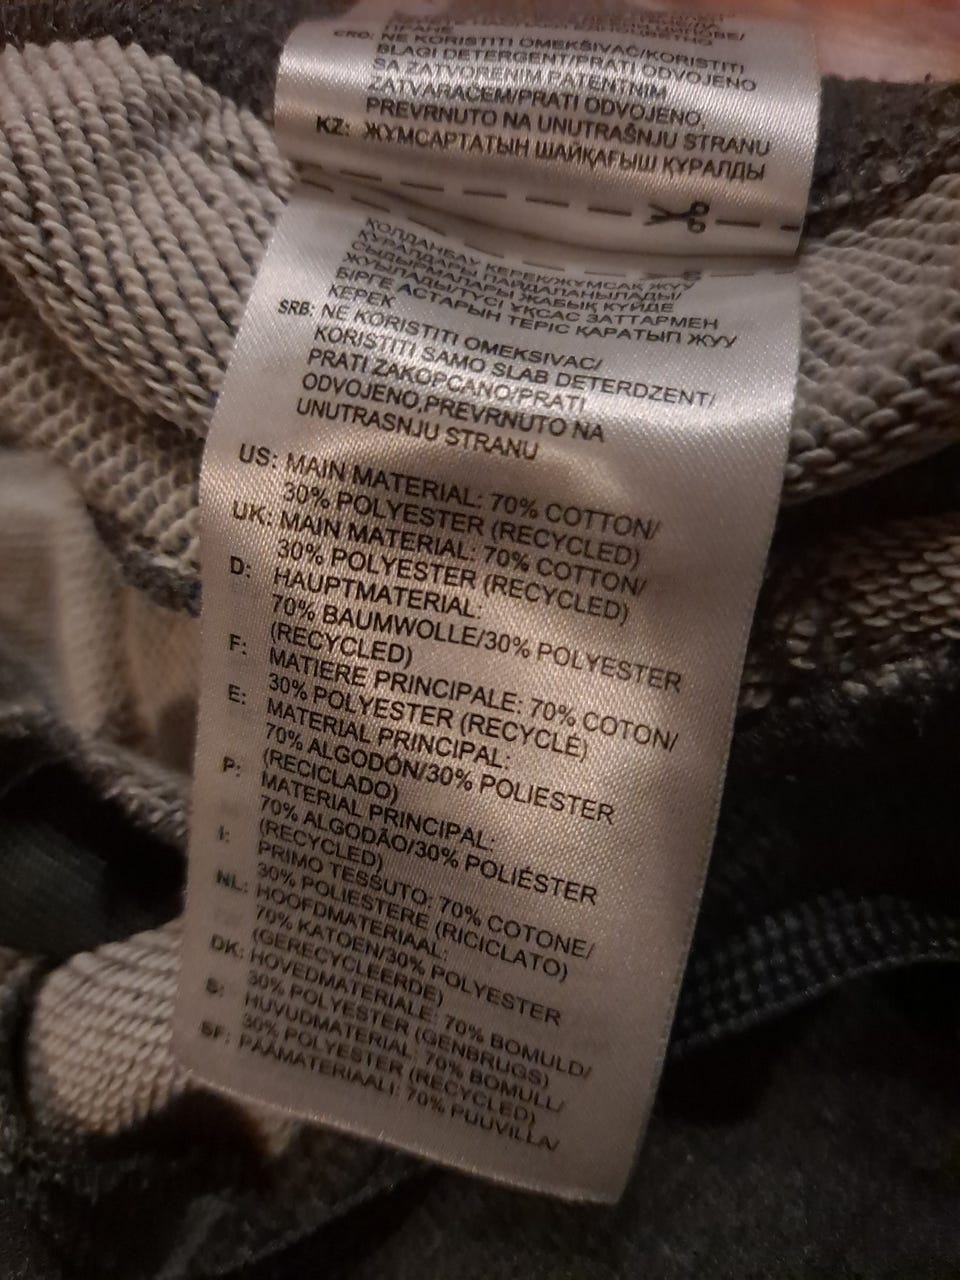 CRO: NE KORISTITI OMEKŠIVAČ/KORISTITI
BLAGI DETERGENT/PRATI ODVOJENO
SA ZATVORENIM PATENTNIM
ZATVARAČEM/PRATI ODVOJENO,
PREVRNUTO NA UNUTRAŠNJU STRANU
KZ: ЖҰМСАРТАТЫН ШАЙҚАҒЫШ ҚҰРАЛДЫ
ҚОЛДАНБАУ КЕРЕК/ЖҰМСАҚ ЖУУ
ҚҰРАЛДАРЫ ПАЙДАЛАНЫЛАДЫ/
СЫДЫРМАЛАРЫ ЖАБЫҚ КҮЙДЕ
ЖУЫЛАДЫ/ТҮСІ ҰҚСАС ЗАТТАРМЕН
БІРГЕ АСТАРЫН ТЕРІС ҚАРАТЫП ЖУУ
КЕРЕК
SRB: NE KORISTITI OMEKSIVAC/
KORISTITI SAMO SLAB DETERDZENT/
PRATI ZAKOPCANO/PRATI
ODVOJENO,PREVRNUTO NA
UNUTRASNJU STRANU
US: MAIN MATERIAL: 70% COTTON/
30% POLYESTER (RECYCLED)
UK: MAIN MATERIAL: 70% COTTON/
30% POLYESTER (RECYCLED)
D: HAUPTMATERIAL:
70% BAUMWOLLE/30% POLYESTER
(RECYCLED)
F: MATIERE PRINCIPALE: 70% COTON/
30% POLYESTER (RECYCLÉ)
E: MATERIAL PRINCIPAL:
70% ALGODÓN/30% POLIESTER
(RECICLADO)
P: MATERIAL PRINCIPAL:
70% ALGODÃO/30% POLIÉSTER
(RECYCLED)
I: PRIMO TESSUTO: 70% COTONE/
30% POLIESTERE (RICICLATO)
NL: HOOFDMATERIAAL:
70% KATOEN/30% POLYESTER
(GERECYCLEERDE)
DK: HOVEDMATERIALE: 70% BOMULD/
30% POLYESTER (GENBRUGS)
S: HUVUDMATERIAL: 70% BOMULL/
30% POLYESTER (RECYCLED)
SF: PÄÄMATERIAALI: 70% PUUVILLA/